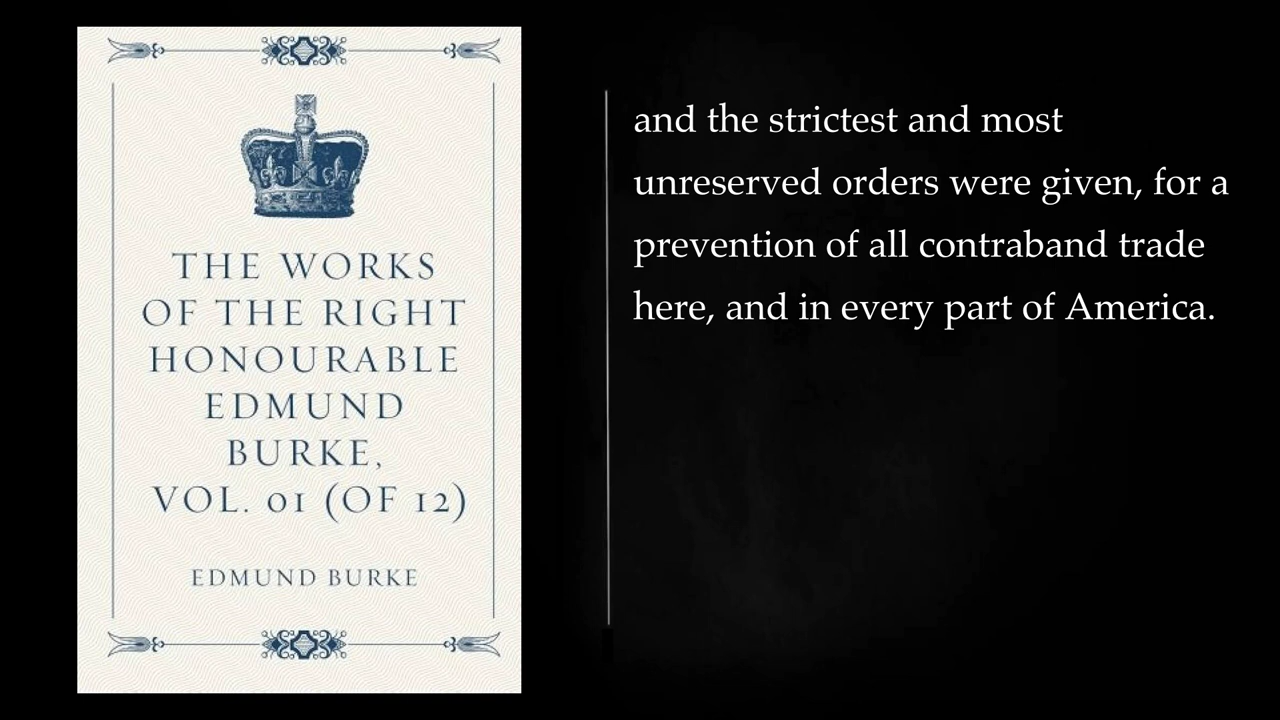 THE WORKS
OF THE RIGHT
HONOURABLE
EDMUND
BURKE,
VOL. 01 (OF 12)
EDMUND BURKE
and the strictest and most
unreserved orders were given, for a
prevention of all contraband trade
here, and in every part of America.